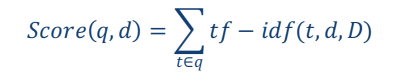 Score(q, d) = ∑ tf − idf(t, d, D)
t∈q